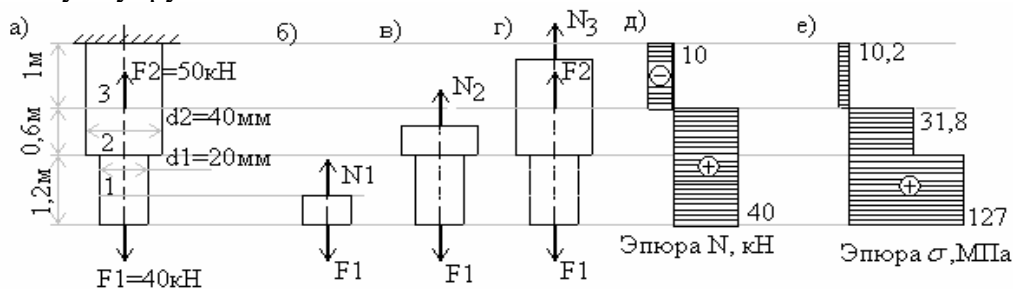 а)
б)
в)
г)
д)
е)
1м
0,6м
1,2м
F2=50кН
3
d2=40мм
2
d1=20мм
1
F1=40кН
N1
F1
N2
F1
N3
F2
F1
10
40
Эпюра N, кН
10,2
31,8
127
Эпюра σ,МПа